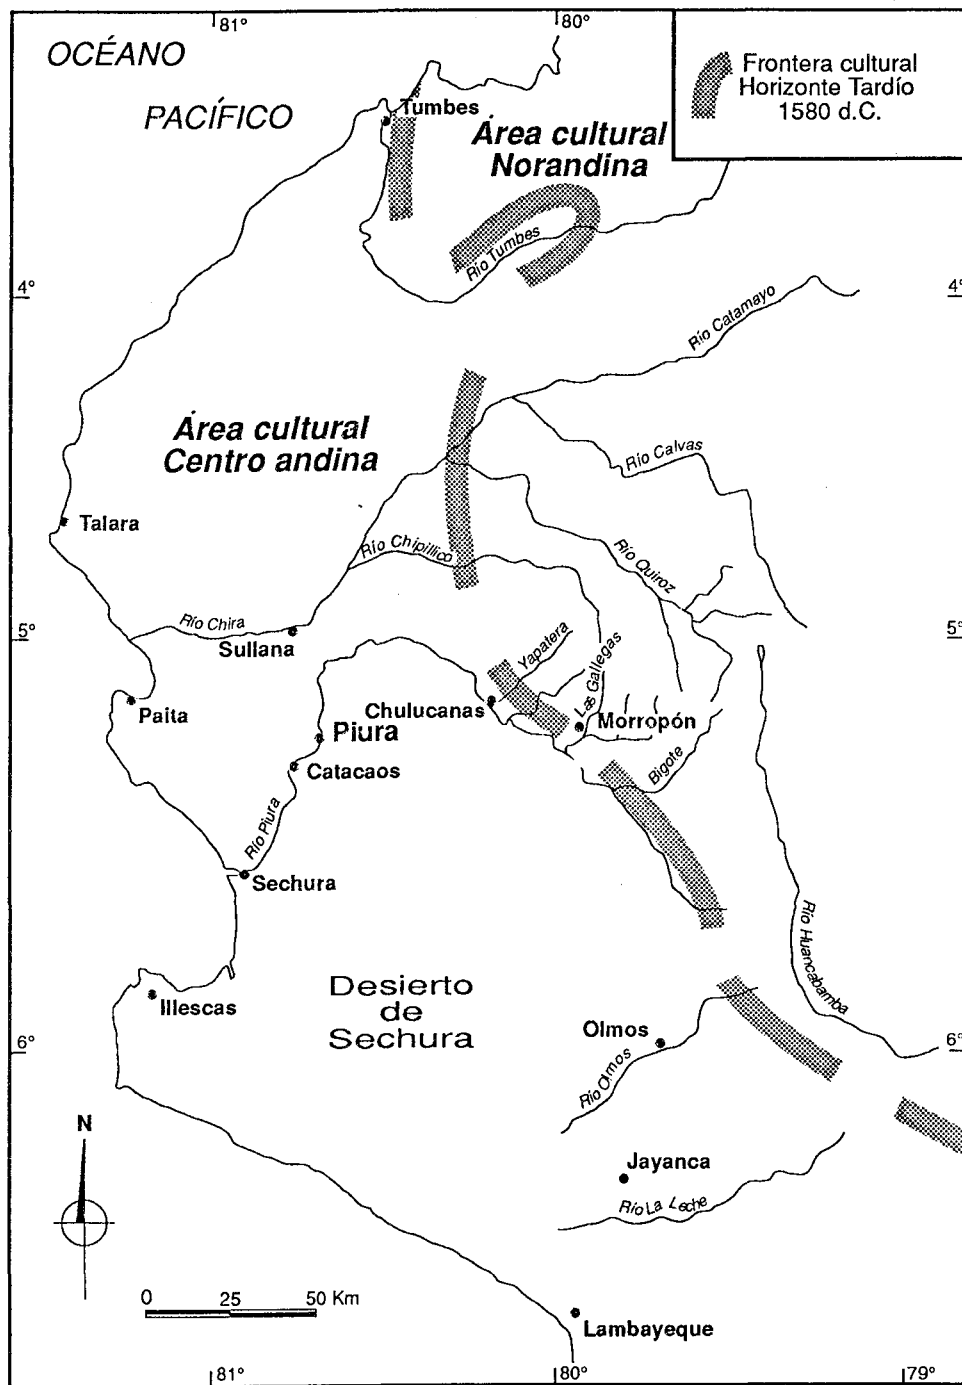 81°
80°
OCÉANO
PACÍFICO
Frontera cultural
Horizonte Tardío
1580 d.C.
Tumbes
Área cultural
Norandina
Río Tumbes
4°
4°
Río Catamayo
Área cultural
Centro andina
Río Calvas
Talara
Río Chipillico
Río Quiroz
Río Chira
Sullana
5°
5°
Yapatera
Las Gallegas
Paita
Chulucanas
Morropón
Piura
Catacaos
Bigote
Río Piura
Sechura
Río Huancabamba
Illescas
Desierto
de
Sechura
Olmos
6°
6°
Río Olmos
N
Jayanca
Río La Leche
0 25 50 Km
Lambayeque
81°
80°
79°